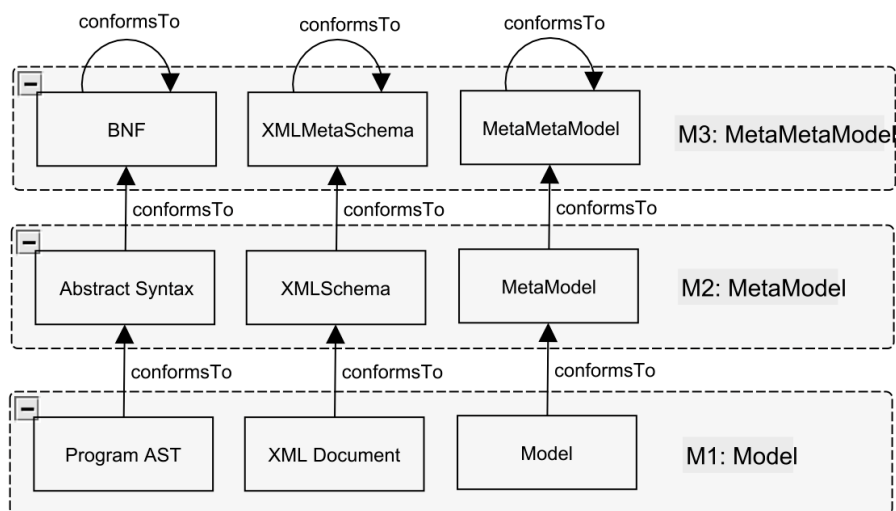 conformsTo
conformsTo
conformsTo
BNF
XMLMetaSchema
MetaMetaModel
M3: MetaMetaModel
conformsTo
conformsTo
conformsTo
Abstract Syntax
XMLSchema
MetaModel
M2: MetaModel
conformsTo
conformsTo
conformsTo
Program AST
XML Document
Model
M1: Model